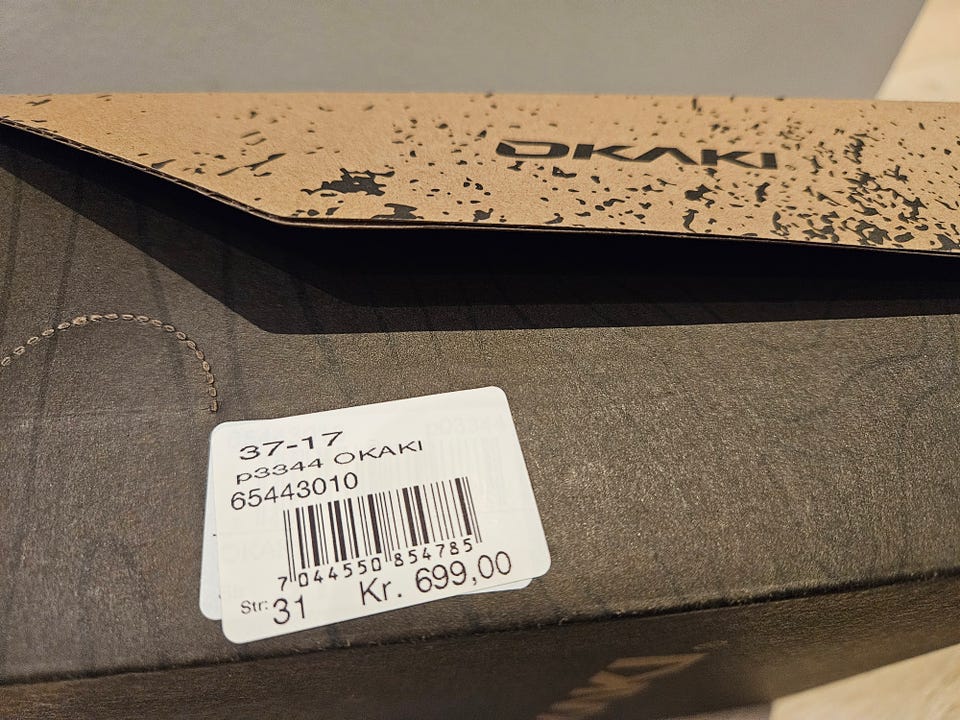 OKAKI
37-17
p3344 OKAKI
65443010
7 044550 854785
Str: 31 Kr. 699,00